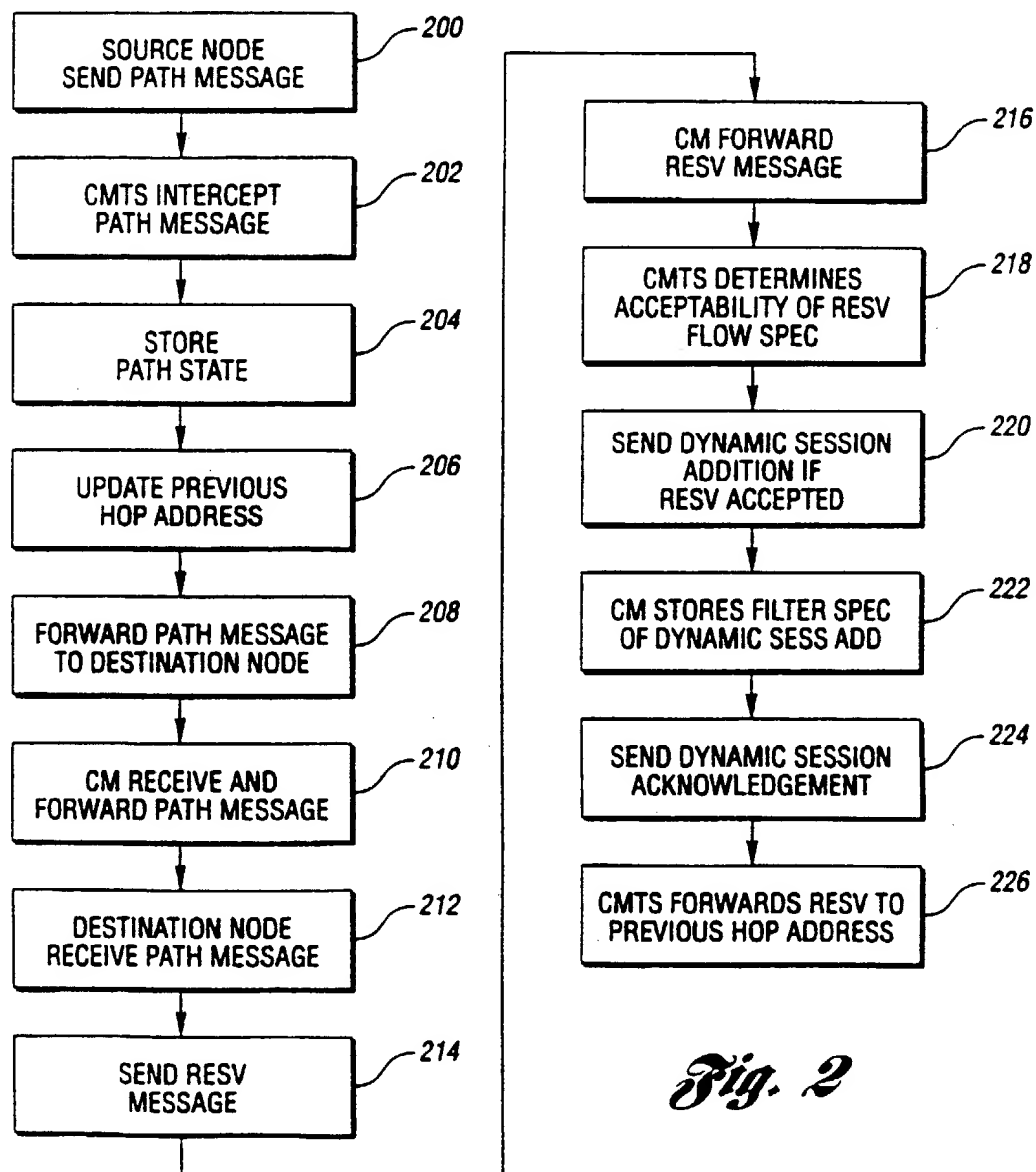 200
SOURCE NODE
SEND PATH MESSAGE
202
CMTS INTERCEPT
PATH MESSAGE
204
STORE
PATH STATE
206
UPDATE PREVIOUS
HOP ADDRESS
208
FORWARD PATH MESSAGE
TO DESTINATION NODE
210
CM RECEIVE AND
FORWARD PATH MESSAGE
212
DESTINATION NODE
RECEIVE PATH MESSAGE
214
SEND RESV
MESSAGE
216
CM FORWARD
RESV MESSAGE
218
CMTS DETERMINES
ACCEPTABILITY OF RESV
FLOW SPEC
220
SEND DYNAMIC SESSION
ADDITION IF
RESV ACCEPTED
222
CM STORES FILTER SPEC
OF DYNAMIC SESS ADD
224
SEND DYNAMIC SESSION
ACKNOWLEDGEMENT
226
CMTS FORWARDS RESV TO
PREVIOUS HOP ADDRESS
Fig. 2